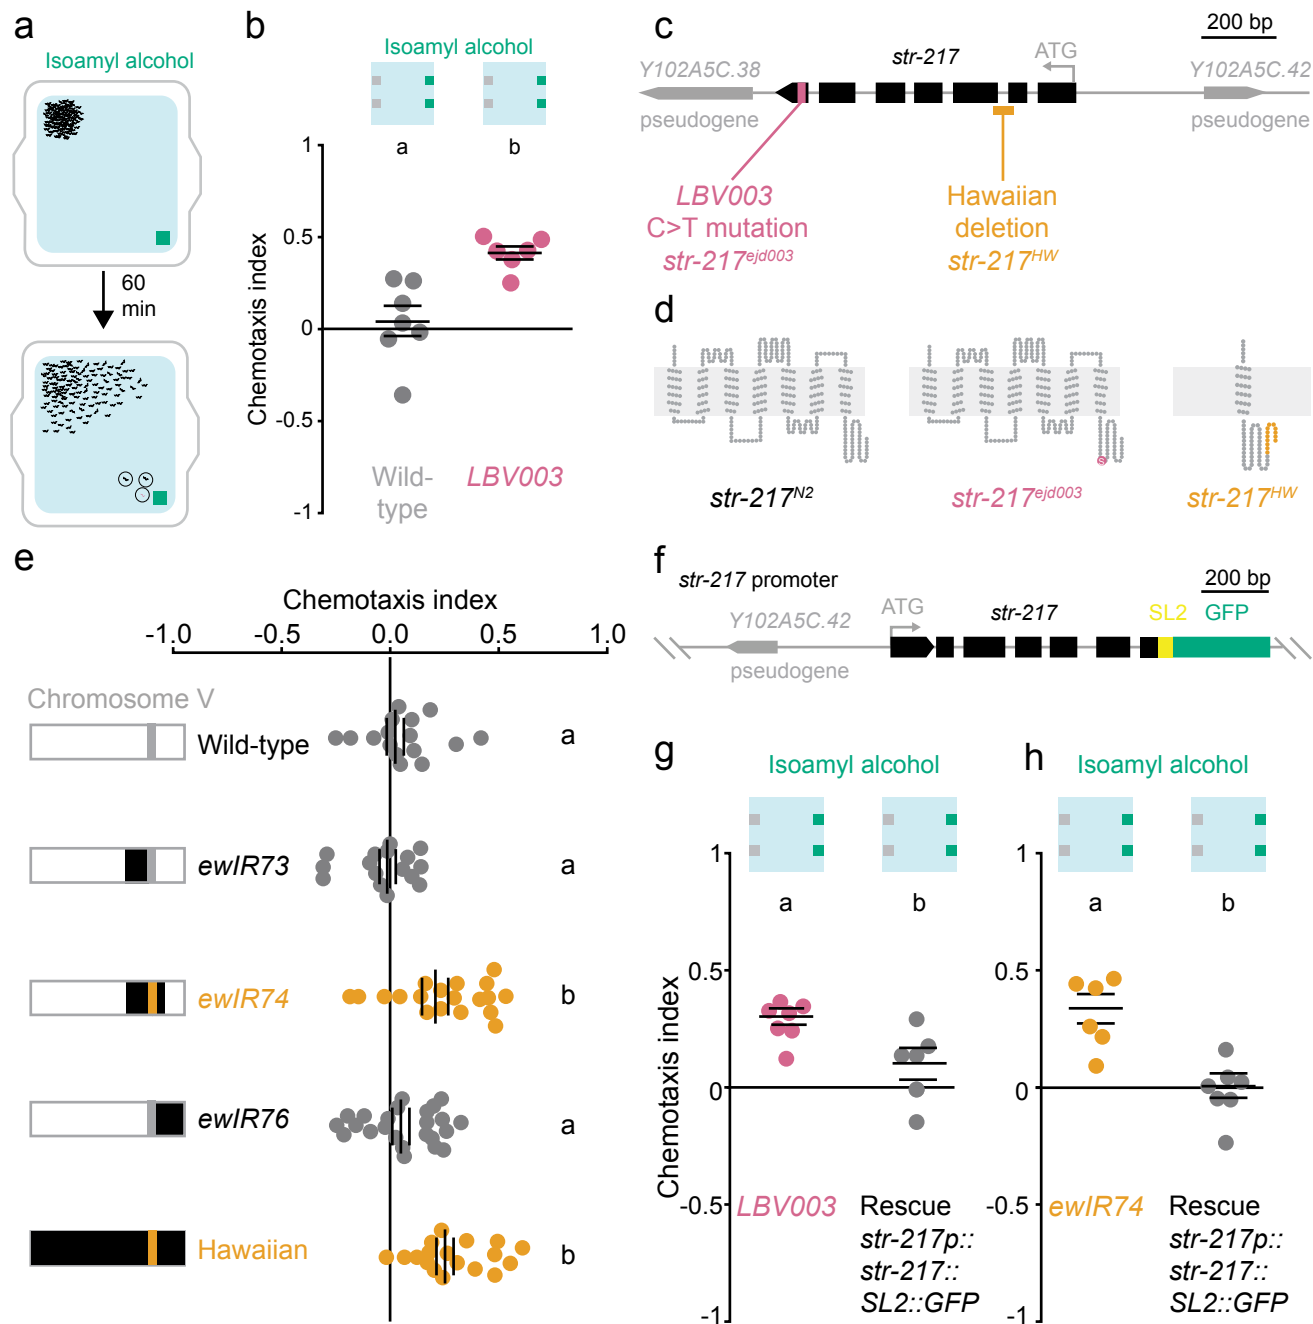 a
Isoamyl alcohol
60
min
b
Isoamyl alcohol
a
b
Chemotaxis index
1
0.5
0
-0.5
-1
Wild-
type
LBV003
c
200 bp
str-217
ATG
Y102A5C.38
Y102A5C.42
pseudogene
pseudogene
LBV003
C>T mutation
str-217ejd003
Hawaiian
deletion
str-217HW
d
S
str-217N2
str-217ejd003
str-217HW
e
Chemotaxis index
-1.0
-0.5
0.0
0.5
1.0
Chromosome V
Wild-type
a
ewIR73
a
ewIR74
b
ewIR76
a
Hawaiian
b
f
str-217 promoter
200 bp
Y102A5C.42
ATG
str-217
SL2
GFP
pseudogene
g
Isoamyl alcohol
a
b
Chemotaxis index
1
0.5
0
-0.5
-1
LBV003
Rescue
str-217p::
str-217::
SL2::GFP
h
Isoamyl alcohol
a
b
1
0.5
0
-0.5
-1
ewIR74
Rescue
str-217p::
str-217::
SL2::GFP